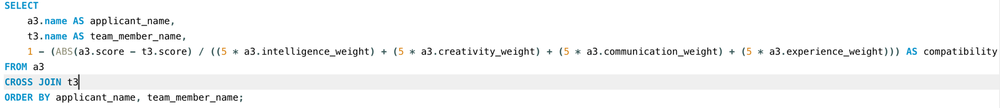 SELECT
    a3.name AS applicant_name,
    t3.name AS team_member_name,
    1 - (ABS(a3.score - t3.score) / ((5 * a3.intelligence_weight) + (5 * a3.creativity_weight) + (5 * a3.communication_weight) + (5 * a3.experience_weight))) AS compatibility
FROM a3
CROSS JOIN t3
ORDER BY applicant_name, team_member_name;